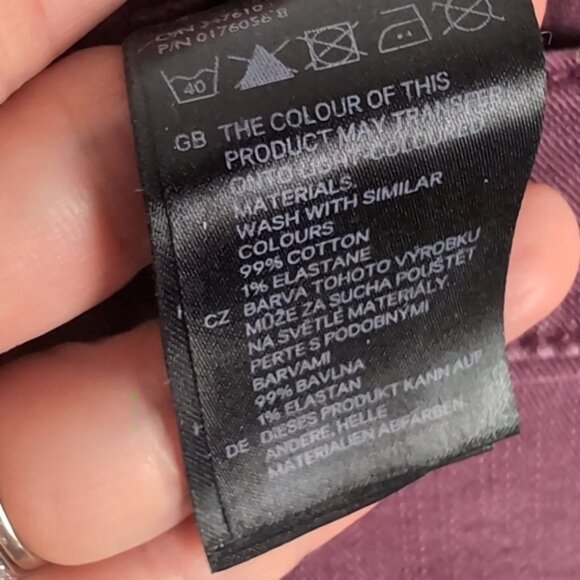 P/N 0176056 8
40
GB THE COLOUR OF THIS
PRODUCT MAY TRANSFER
ONTO LIGHT-COLOURED
MATERIALS.
WASH WITH SIMILAR
COLOURS
99% COTTON
1% ELASTANE
CZ BARVA TOHOTO VÝROBKU
MŮŽE ZA SUCHA POUŠTĚT
NA SVĚTLÉ MATERIÁLY.
PERTE S PODOBNÝMI
BARVAMI
99% BAVLNA
1% ELASTAN
DE DIESES PRODUKT KANN AUF
ANDERE, HELLE
MATERIALIEN ABFÄRBEN.